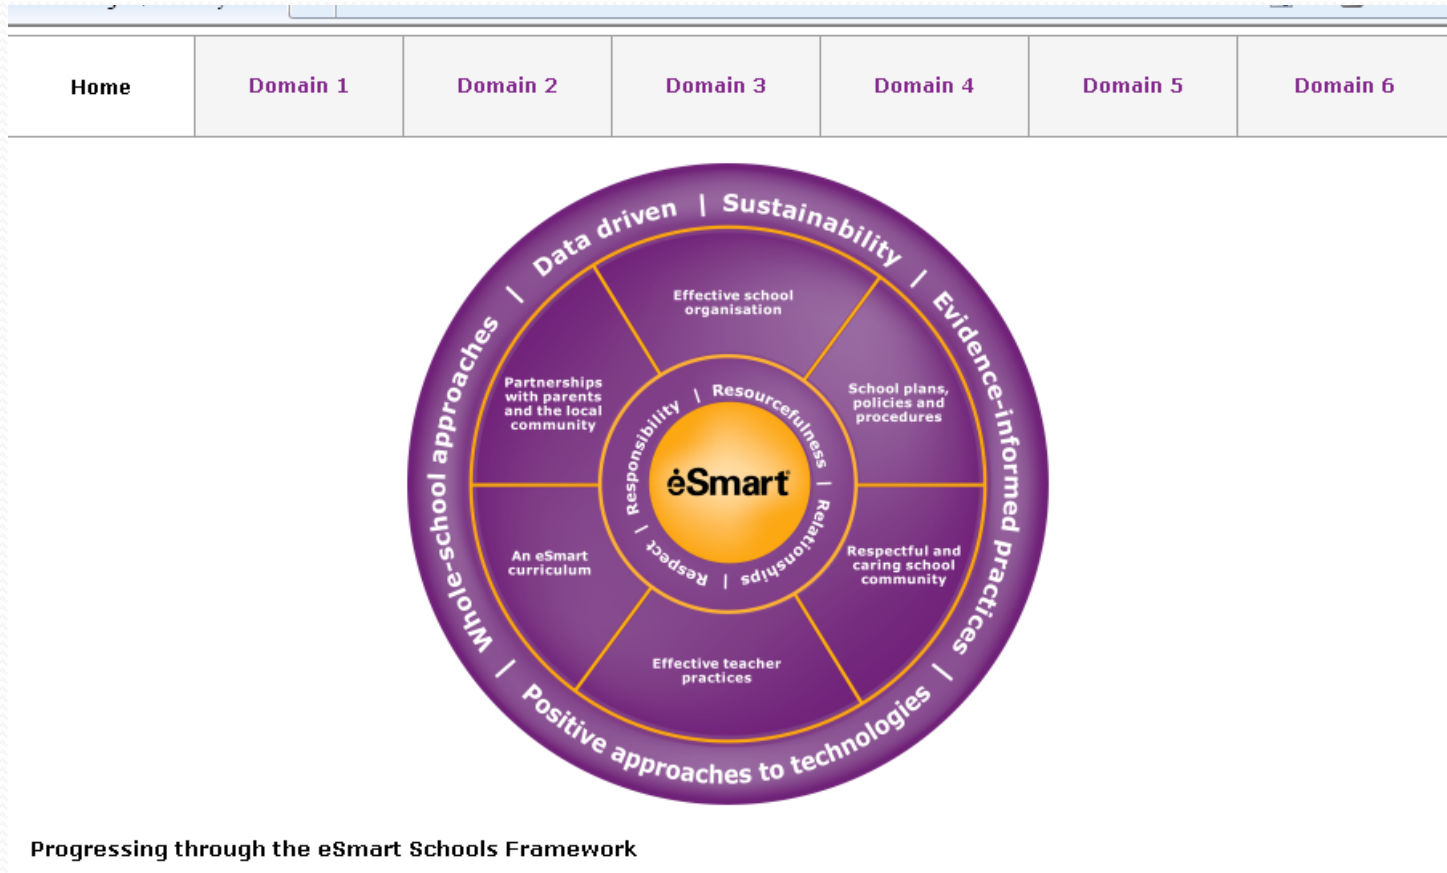 Home
Domain 1
Domain 2
Domain 3
Domain 4
Domain 5
Domain 6
Whole-school approaches | Data driven | Sustainability | Evidence-informed practices | Positive approaches to technologies |
Effective school
organisation
School plans,
policies and
procedures
Respectful and
caring school
community
Effective teacher
practices
An eSmart
curriculum
Partnerships
with parents
and the local
community
Responsibility | Resourcefulness | Relationships | Respect |
eSmart
Progressing through the eSmart Schools Framework